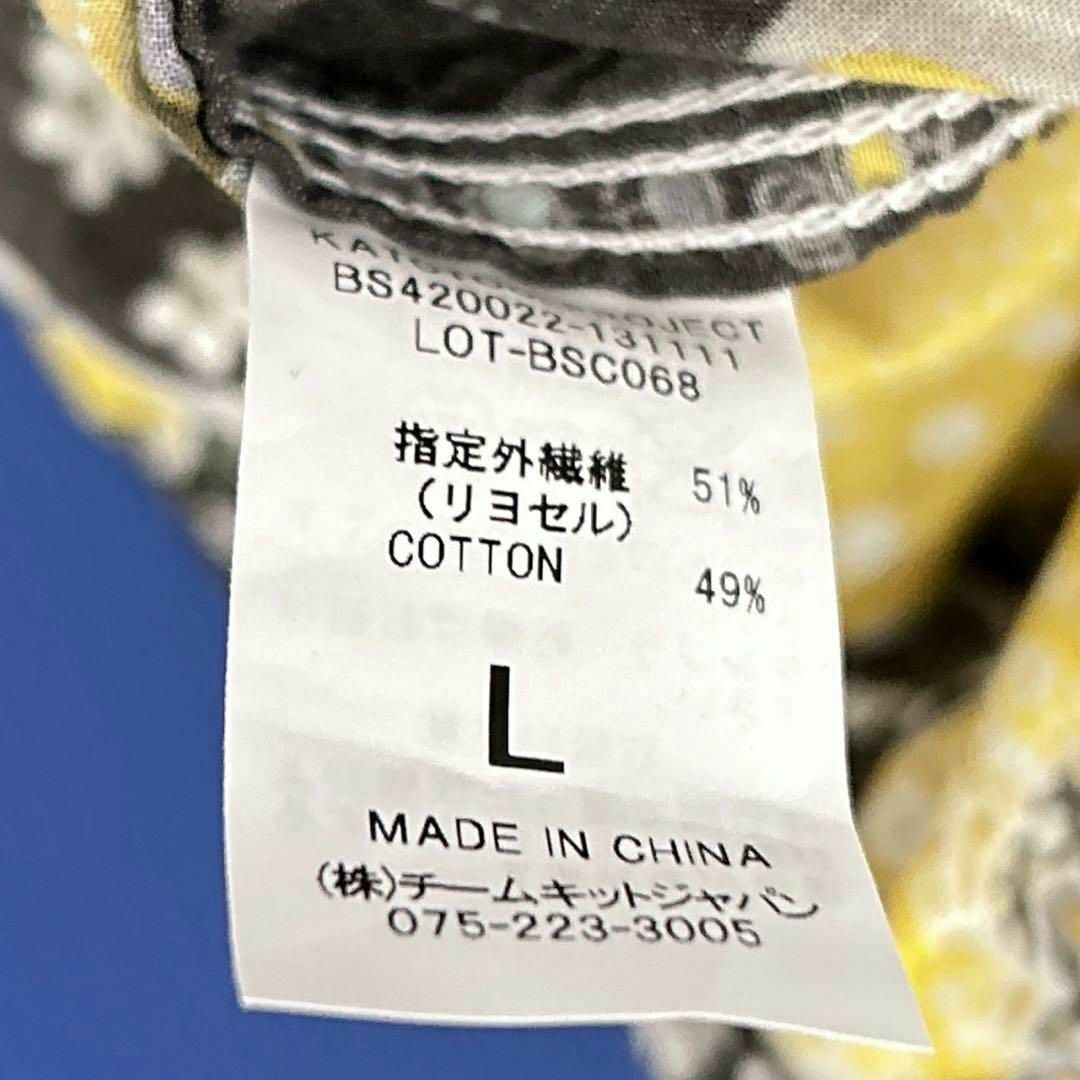 BS420022-131111
LOT-BSC068
指定外繊維 51%
(リヨセル)
COTTON 49%
L
MADE IN CHINA
(株)チームキットジャパン
075-223-3005